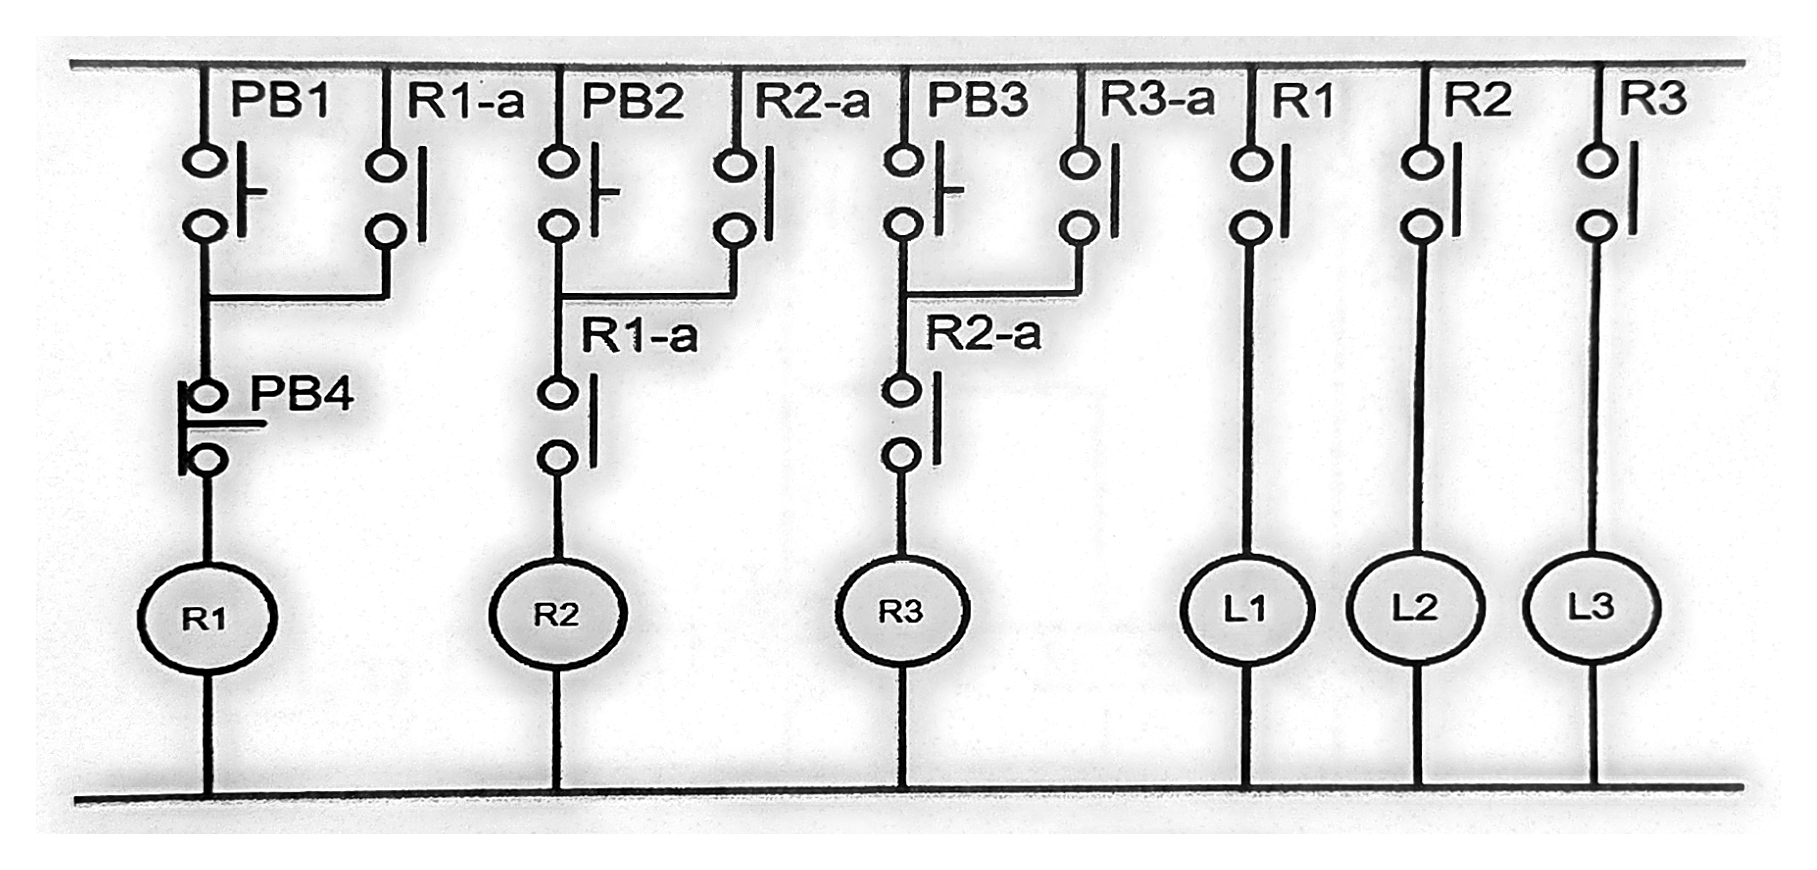 PB1 R1-a PB2 R2-a PB3 R3-a R1 R2 R3
R1-a R2-a
PB4
R1 R2 R3 L1 L2 L3